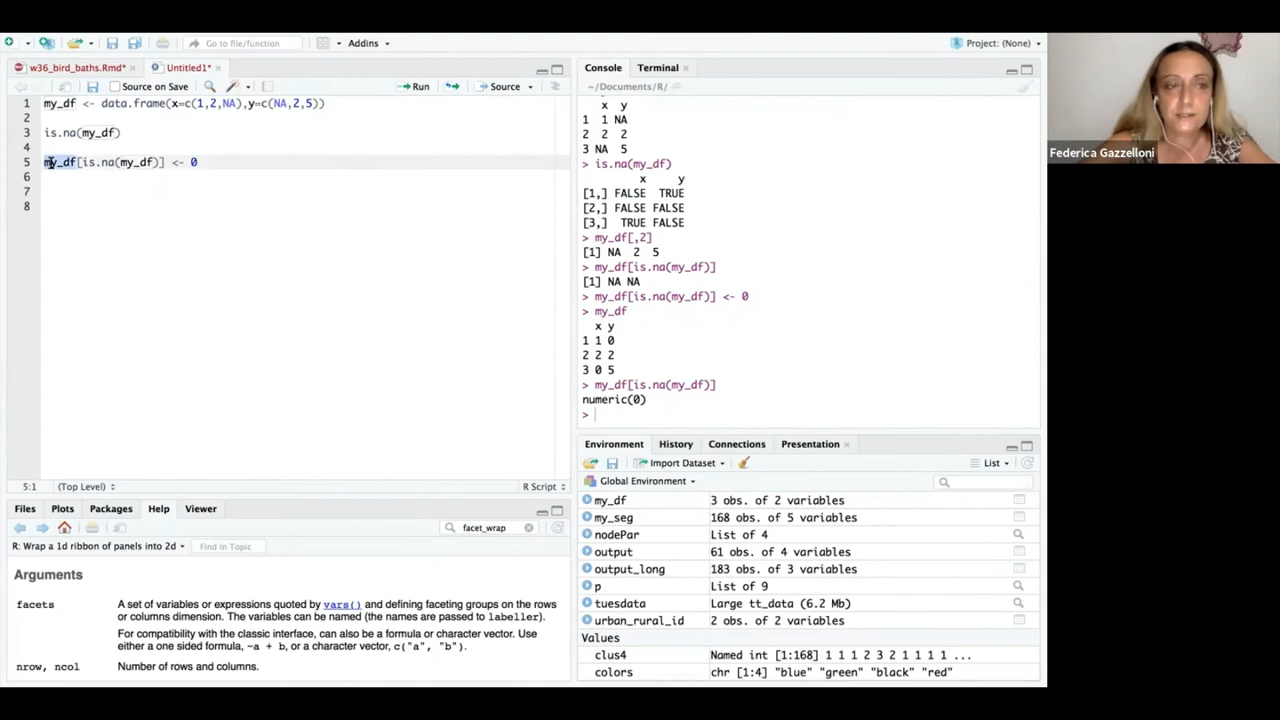 Go to file/function
Addins
Project: (None)
w36_bird_baths.Rmd*
Untitled1*
Source on Save
Run
Source
1 my_df <- data.frame(x=c(1,2,NA),y=c(NA,2,5))
2
3 is.na(my_df)
4
5 my_df[is.na(my_df)] <- 0
6
7
8
5:1
(Top Level)
R Script
Files
Plots
Packages
Help
Viewer
facet_wrap
R: Wrap a 1d ribbon of panels into 2d
Find in Topic
Arguments
facets
A set of variables or expressions quoted by vars() and defining faceting groups on the rows
or columns dimension. The variables can be named (the names are passed to labeller).
For compatibility with the classic interface, can also be a formula or character vector. Use
either a one sided formula, ~a + b, or a character vector, c("a", "b").
nrow, ncol
Number of rows and columns.
Console
Terminal
~/Documents/R/
x y
1 1 NA
2 2 2
3 NA 5
> is.na(my_df)
x y
[1,] FALSE TRUE
[2,] FALSE FALSE
[3,] TRUE FALSE
> my_df[,2]
[1] NA 2 5
> my_df[is.na(my_df)]
[1] NA NA
> my_df[is.na(my_df)] <- 0
> my_df
x y
1 1 0
2 2 2
3 0 5
> my_df[is.na(my_df)]
numeric(0)
>
Environment
History
Connections
Presentation
Import Dataset
List
Global Environment
my_df 3 obs. of 2 variables
my_seg 168 obs. of 5 variables
nodePar List of 4
output 61 obs. of 4 variables
output_long 183 obs. of 3 variables
p List of 9
tuesdata Large tt_data (6.2 Mb)
urban_rural_id 2 obs. of 2 variables
Values
clus4 Named int [1:168] 1 1 1 2 3 2 1 1 1 1 ...
colors chr [1:4] "blue" "green" "black" "red"
Federica Gazzelloni